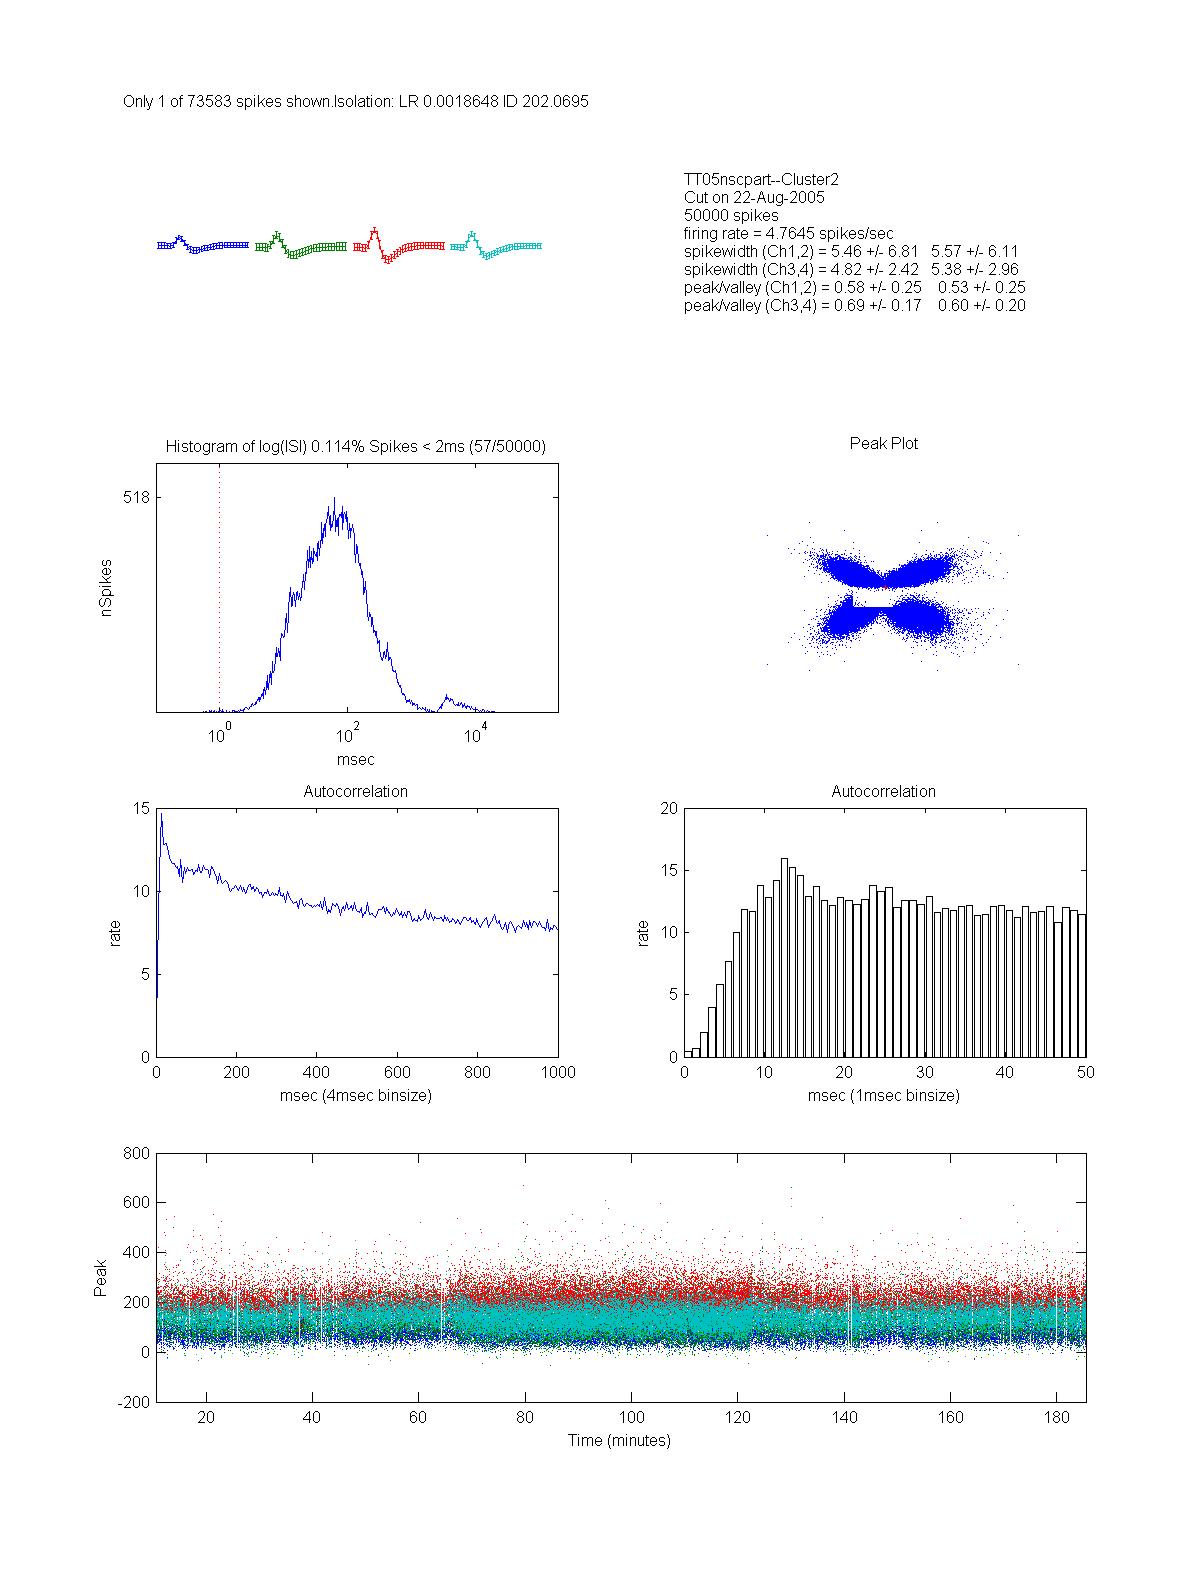 Only 1 of 73583 spikes shown.Isolation: LR 0.0018648 ID 202.0695
TT05nscpart--Cluster2
Cut on 22-Aug-2005
50000 spikes
firing rate = 4.7645 spikes/sec
spikewidth (Ch1,2) = 5.46 +/- 6.81 5.57 +/- 6.11
spikewidth (Ch3,4) = 4.82 +/- 2.42 5.38 +/- 2.96
peak/valley (Ch1,2) = 0.58 +/- 0.25 0.53 +/- 0.25
peak/valley (Ch3,4) = 0.69 +/- 0.17 0.60 +/- 0.20
Histogram of log(ISI) 0.114% Spikes < 2ms (57/50000)
518
nSpikes
10^0 10^2 10^4
msec
Peak Plot
Autocorrelation
15
10
5
0
rate
0 200 400 600 800 1000
msec (4msec binsize)
Autocorrelation
20
15
10
5
0
rate
0 10 20 30 40 50
msec (1msec binsize)
800
600
400
200
0
-200
Peak
20 40 60 80 100 120 140 160 180
Time (minutes)